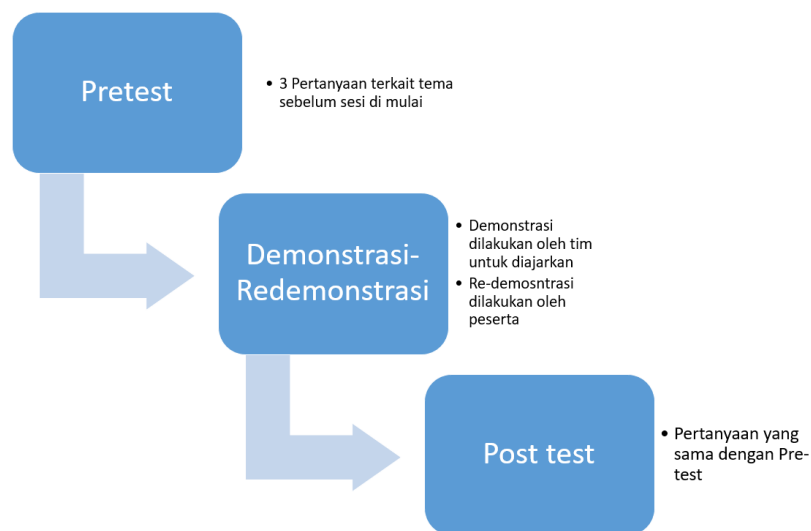 Pretest
• 3 Pertanyaan terkait tema
sebelum sesi di mulai
Demonstrasi-
Redemonstrasi
• Demonstrasi
dilakukan oleh tim
untuk diajarkan
• Re-demosntrasi
dilakukan oleh
peserta
Post test
• Pertanyaan yang
sama dengan Pre-
test